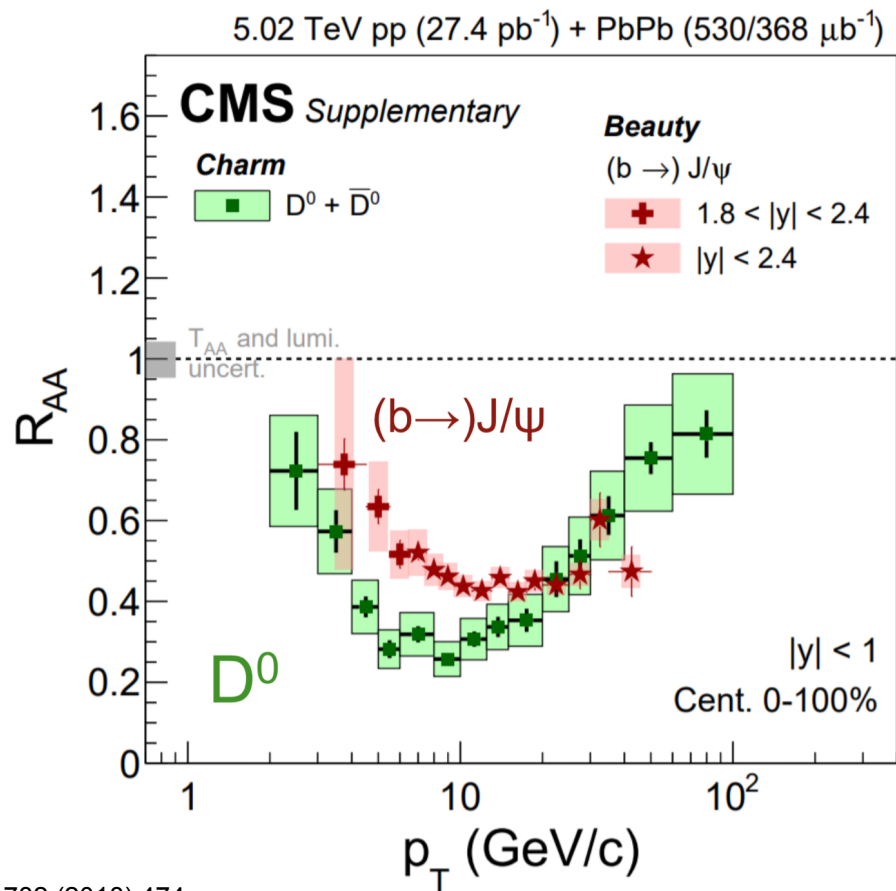 5.02 TeV pp (27.4 pb⁻¹) + PbPb (530/368 μb⁻¹)
CMS Supplementary
Charm
D⁰ + D̅⁰
Beauty
(b →) J/ψ
1.8 < |y| < 2.4
|y| < 2.4
T_AA and lumi.
uncert.
(b→)J/ψ
D⁰
|y| < 1
Cent. 0-100%
R_AA
1.6
1.4
1.2
1
0.8
0.6
0.4
0.2
0
1
10
10²
p_T (GeV/c)